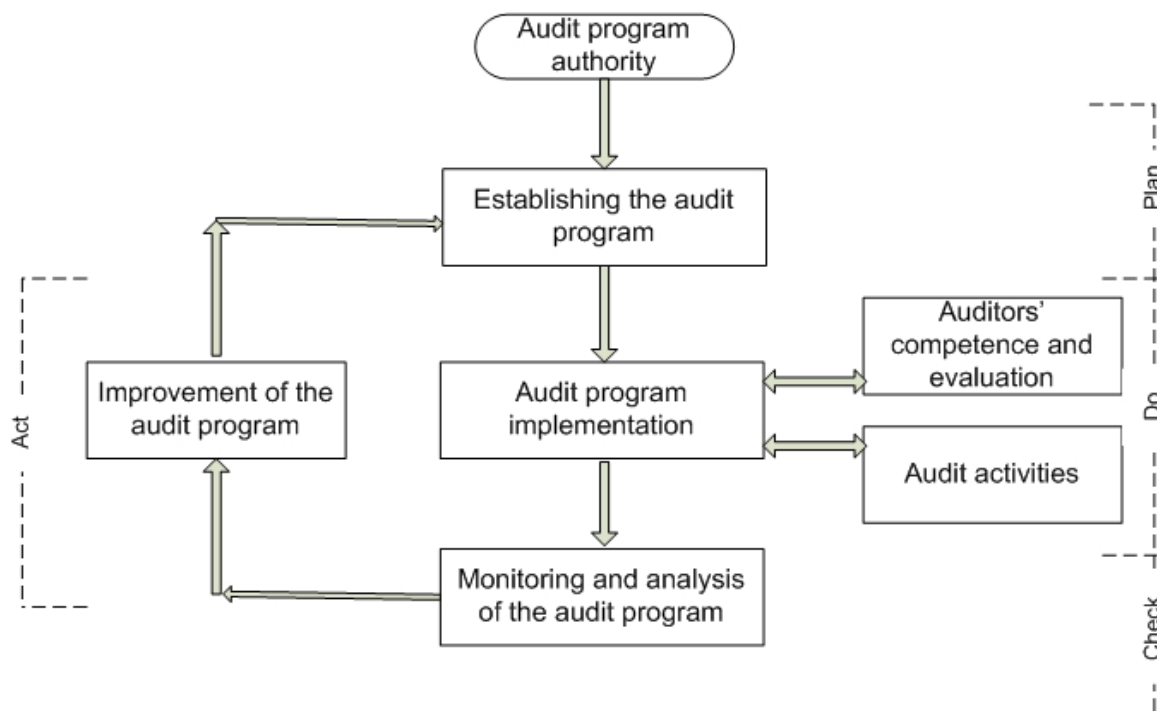 Audit program
authority
Plan
Establishing the audit
program
Auditors'
competence and
evaluation
Do
Act
Improvement of the
audit program
Audit program
implementation
Audit activities
Monitoring and analysis
of the audit program
Check